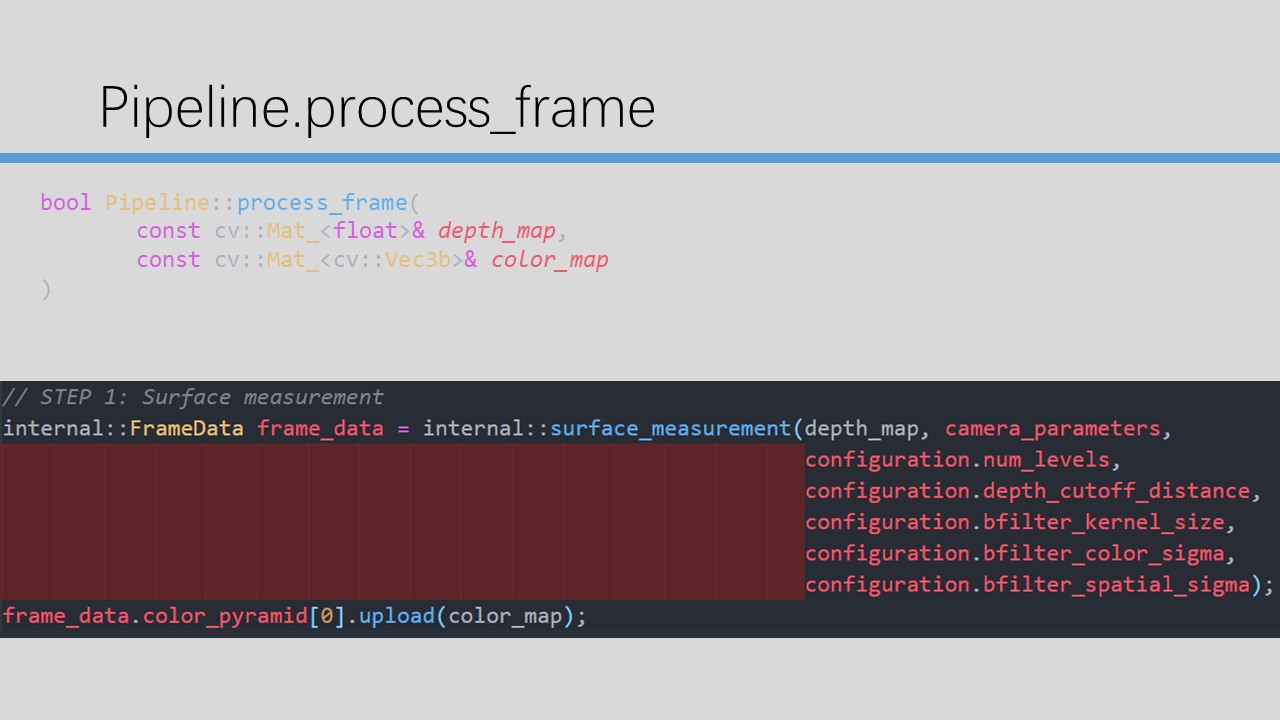 Pipeline.process_frame
bool Pipeline::process_frame(
const cv::Mat_<float>& depth_map,
const cv::Mat_<cv::Vec3b>& color_map
)
// STEP 1: Surface measurement
internal::FrameData frame_data = internal::surface_measurement(depth_map, camera_parameters,
configuration.num_levels,
configuration.depth_cutoff_distance,
configuration.bfilter_kernel_size,
configuration.bfilter_color_sigma,
configuration.bfilter_spatial_sigma);
frame_data.color_pyramid[0].upload(color_map);